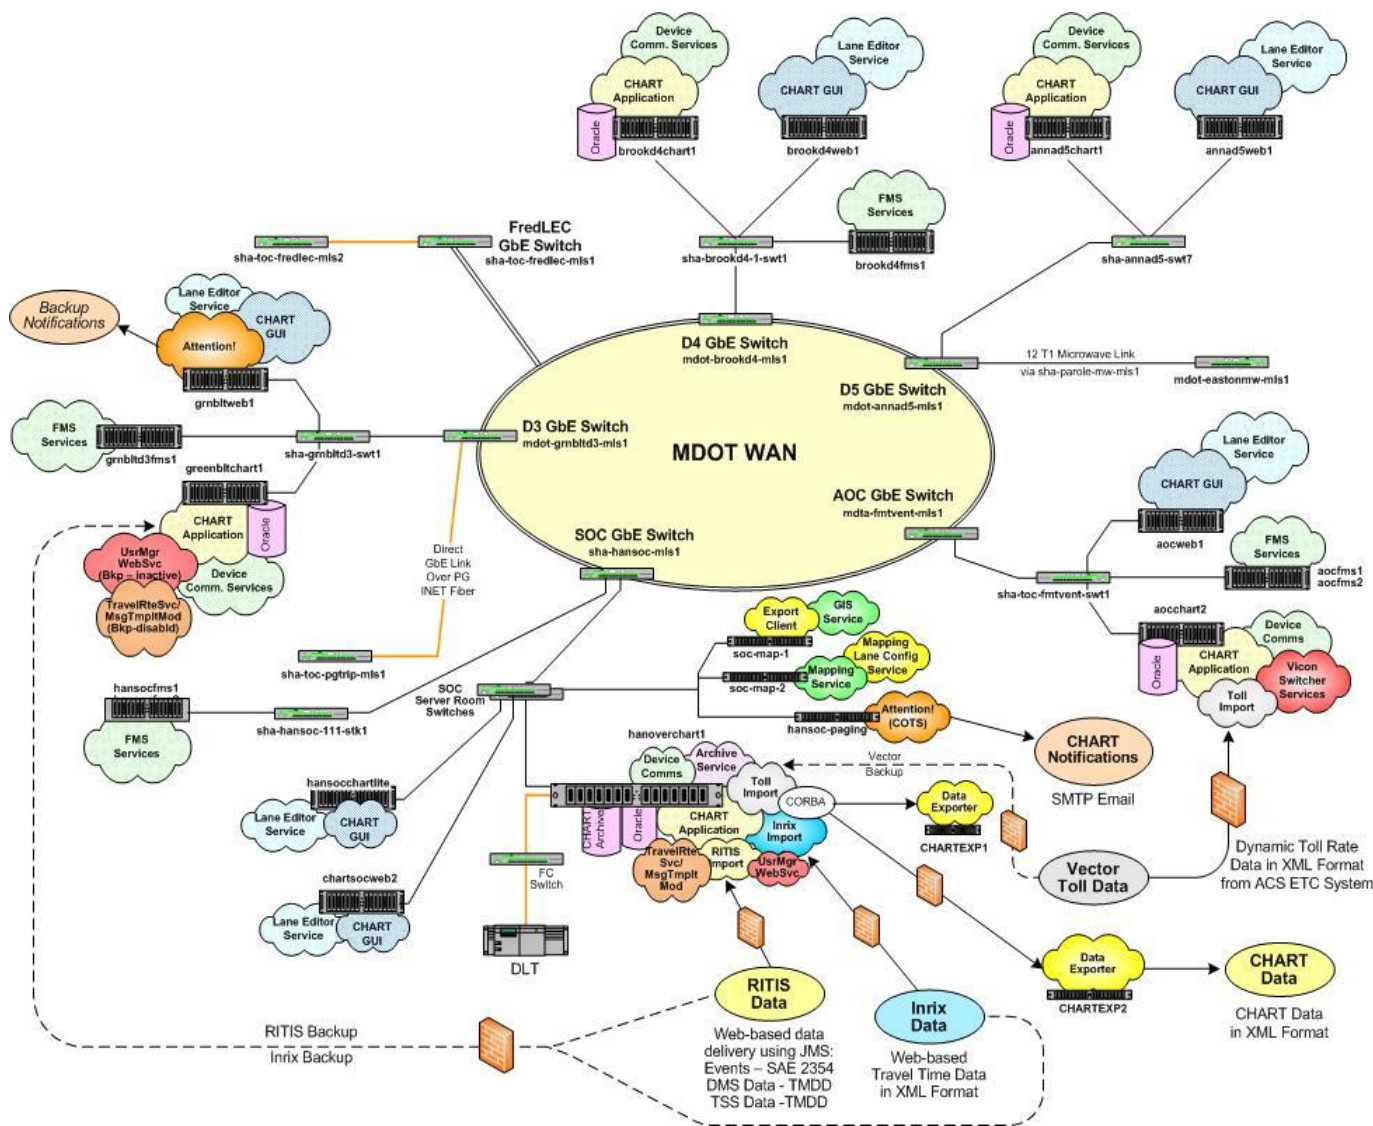 Device
Comm. Services
CHART
Application
Oracle
brookd4chart1
Lane Editor
Service
CHART GUI
brookd4web1
Device
Comm. Services
CHART
Application
Oracle
annad5chart1
Lane Editor
Service
CHART GUI
annad5web1
FMS
Services
brookd4fms1
sha-brookd4-1-swt1
sha-annad5-swt7
FredLEC
GbE Switch
sha-toc-fredlec-mls1
sha-toc-fredlec-mls2
Backup
Notifications
Lane Editor
Service
CHART
GUI
Attention!
grnbltweb1
D4 GbE Switch
mdot-brookd4-mls1
D5 GbE Switch
mdot-annad5-mls1
12 T1 Microwave Link
via sha-parole-mw-mls1
mdot-eastonmw-mls1
FMS
Services
grnbltd3fms1
sha-grnbltd3-swt1
D3 GbE Switch
mdot-grnbltd3-mls1
MDOT WAN
greenbltchart1
CHART
Application
Oracle
UsrMgr
WebSvc
(Bkp – inactive)
Device
Comm. Services
TravelRteSvc/
MsgTmpltMod
(Bkp-disabld)
Direct
GbE Link
Over PG
INET Fiber
sha-toc-pgtrip-mls1
SOC GbE Switch
sha-hansoc-mls1
AOC GbE Switch
mdta-fmtvent-mls1
Lane Editor
Service
CHART GUI
aocweb1
FMS
Services
aocfms1
aocfms2
sha-toc-fmtvent-swt1
aocchart2
Device
Comms
Oracle
CHART
Application
Vicon
Switcher
Services
Toll
Import
hansocfms1
FMS
Services
sha-hansoc-111-stk1
SOC
Server Room
Switches
Export
Client
GIS
Service
soc-map-1
Mapping
Lane Config
Service
Mapping
Service
soc-map-2
Attention!
(COTS)
hansoc-paging
CHART
Notifications
SMTP Email
hansocchartlite
Lane Editor
Service
CHART
GUI
chartsocweb2
Lane Editor
Service
CHART
GUI
hanoverchart1
Device
Comms
Archive
Service
Toll
Import
CORBA
CHART
Archive
Oracle
CHART
Application
Inrix
Import
TravelRte
Svc/
MsgTmplt
Mod
RITIS
Import
UsrMgr
WebSvc
FC
Switch
DLT
Vector
Backup
Data
Exporter
CHARTEXP1
Vector
Toll Data
Dynamic Toll Rate
Data in XML Format
from ACS ETC System
Data
Exporter
CHARTEXP2
CHART
Data
CHART Data
in XML Format
RITIS
Data
Web-based data
delivery using JMS:
Events – SAE 2354
DMS Data - TMDD
TSS Data -TMDD
Inrix
Data
Web-based
Travel Time Data
in XML Format
RITIS Backup
Inrix Backup